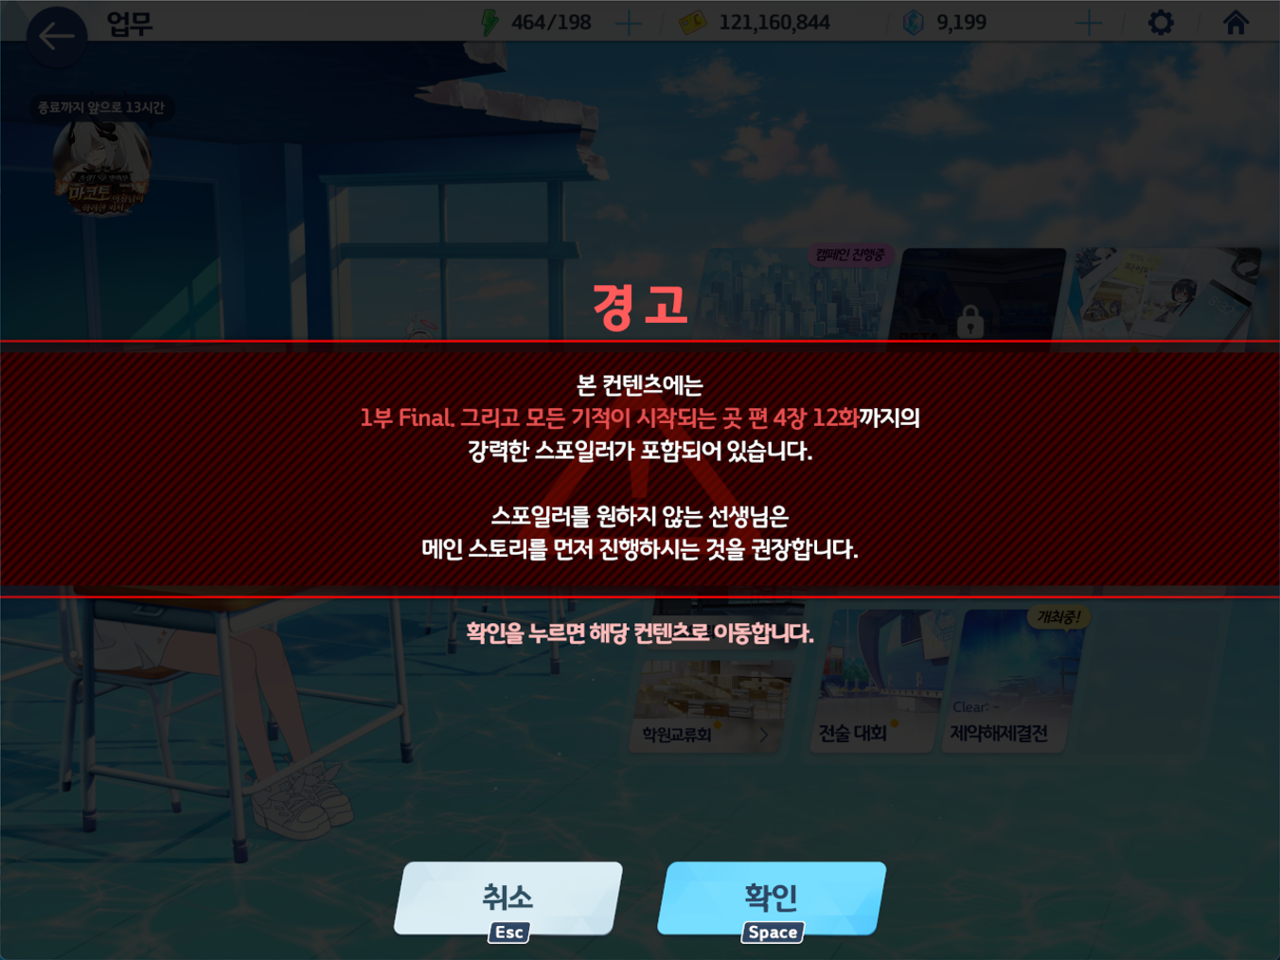 업무
464/198
121,160,844
9,199
종료까지 앞으로 13시간
마코토
캠페인 진행중
경고
본 컨텐츠에는
1부 Final. 그리고 모든 기적이 시작되는 곳 편 4장 12화까지의
강력한 스포일러가 포함되어 있습니다.
스포일러를 원하지 않는 선생님은
메인 스토리를 먼저 진행하시는 것을 권장합니다.
확인을 누르면 해당 컨텐츠로 이동합니다.
개최중!
Clear: -
학원교류회
전술 대회
제약해제결전
취소
Esc
확인
Space